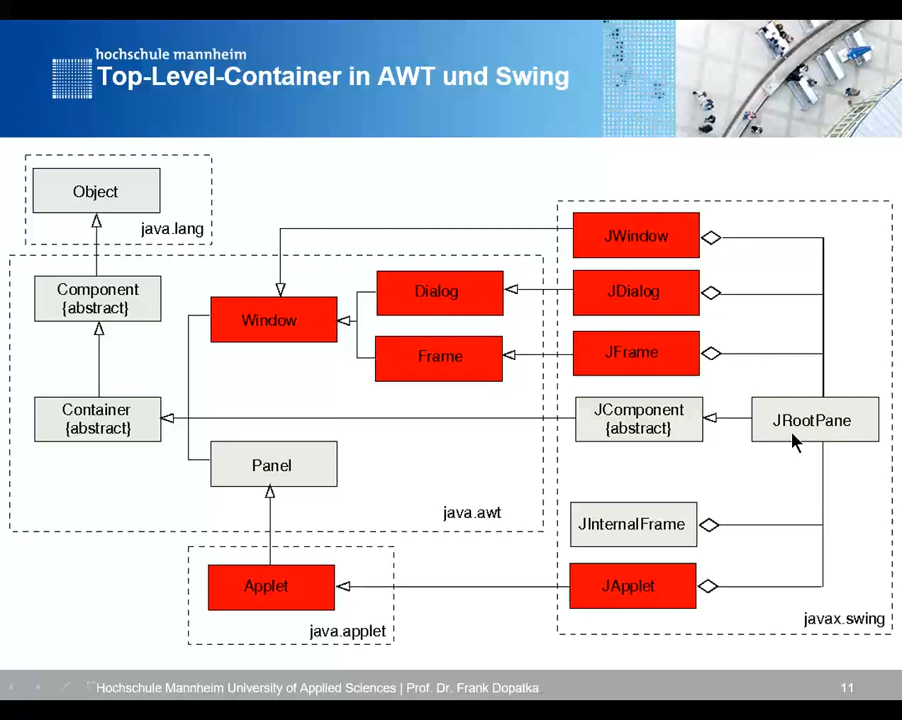 hochschule mannheim
Top-Level-Container in AWT und Swing
Object
java.lang
JWindow
Component
{abstract}
Dialog
JDialog
Window
Frame
JFrame
Container
{abstract}
JComponent
{abstract}
JRootPane
Panel
java.awt
JInternalFrame
Applet
JApplet
java.applet
javax.swing
Hochschule Mannheim University of Applied Sciences | Prof. Dr. Frank Dopatka
11